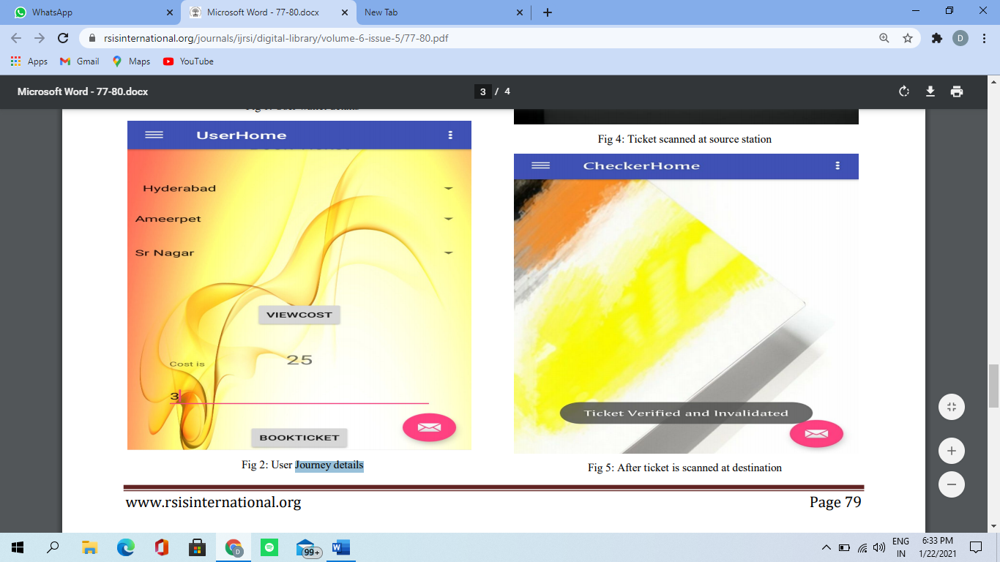 WhatsApp
Microsoft Word - 77-80.docx
New Tab
rsisinternational.org/journals/ijrsi/digital-library/volume-6-issue-5/77-80.pdf
D
Apps
Gmail
Maps
YouTube
Microsoft Word - 77-80.docx
3 / 4
UserHome
Hyderabad
Ameerpet
Sr Nagar
VIEWCOST
Cost is
25
3
BOOKTICKET
Fig 2: User Journey details
Fig 4: Ticket scanned at source station
CheckerHome
Ticket Verified and Invalidated
Fig 5: After ticket is scanned at destination
www.rsisinternational.org
Page 79
D
99+
W
ENG
IN
6:33 PM
1/22/2021